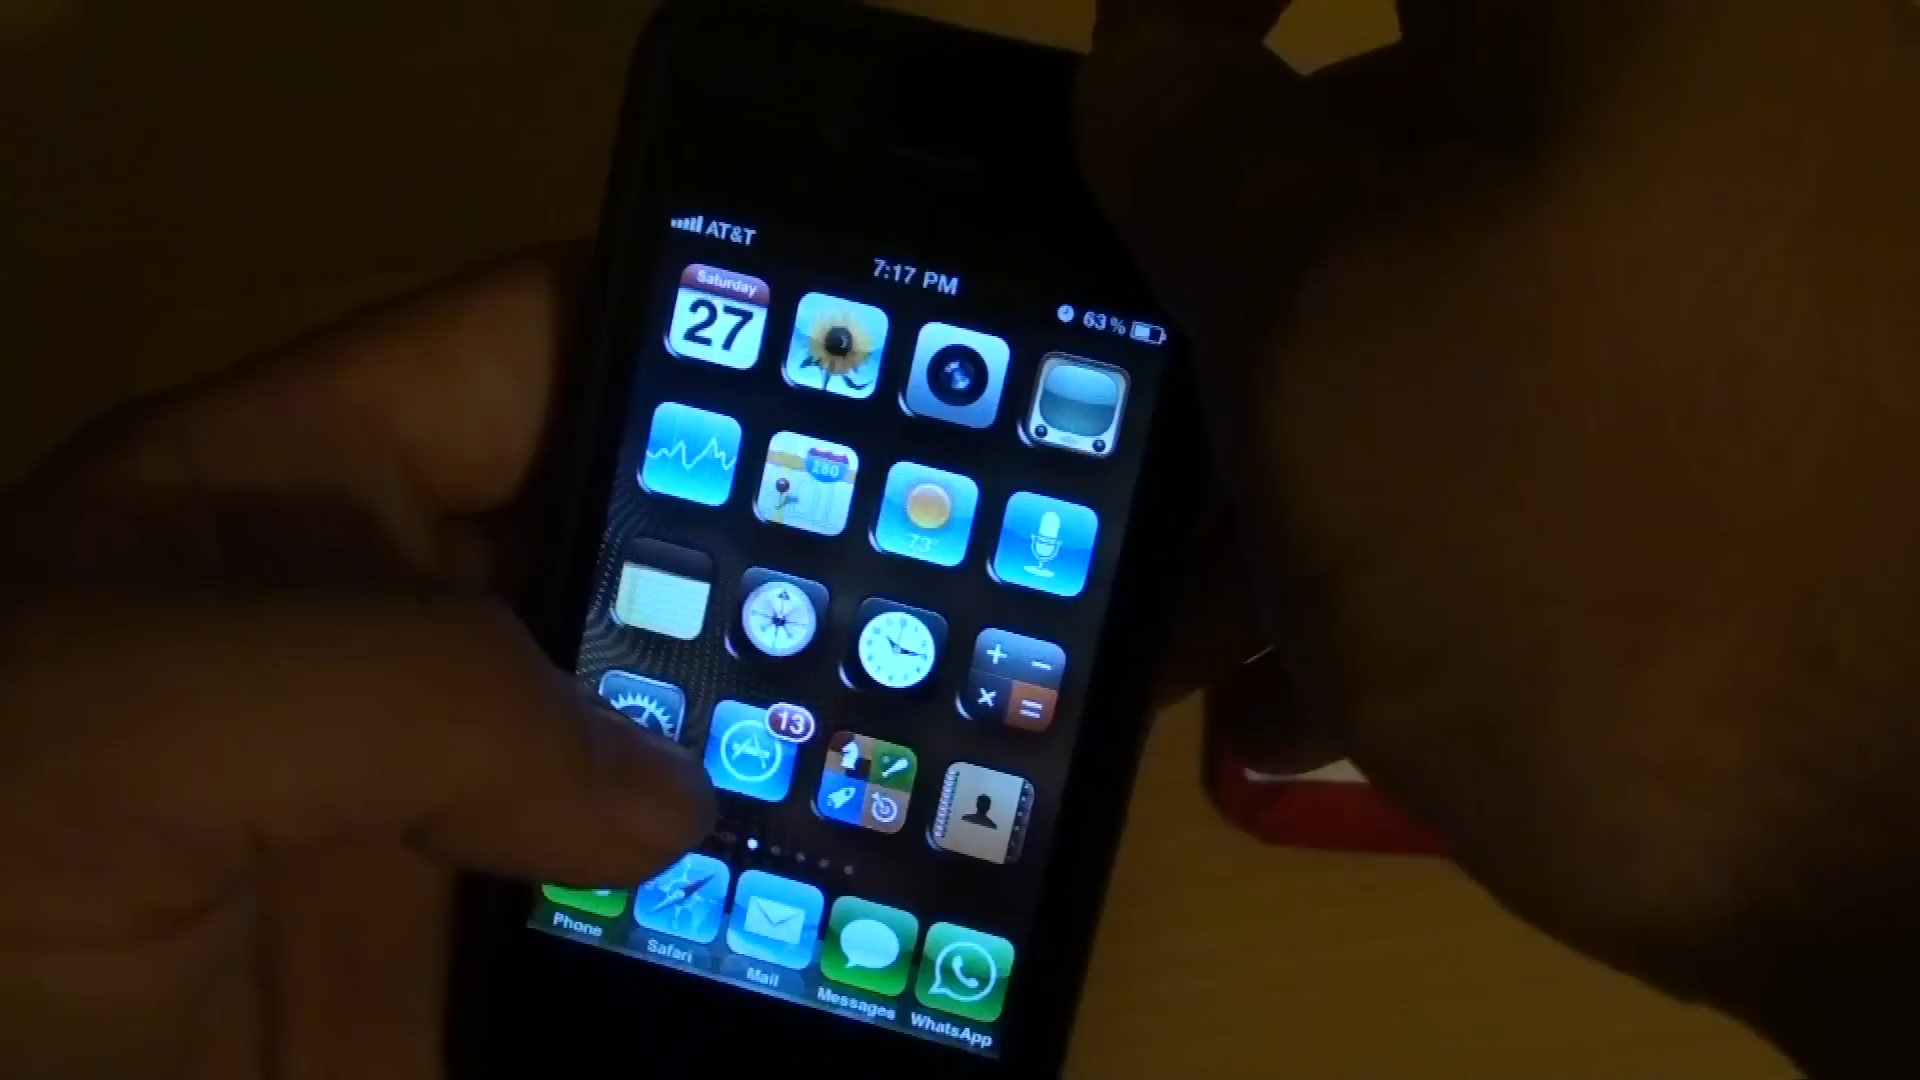 AT&T
7:17 PM
63%
Saturday
27
280
73°
13
Phone
Safari
Mail
Messages
WhatsApp